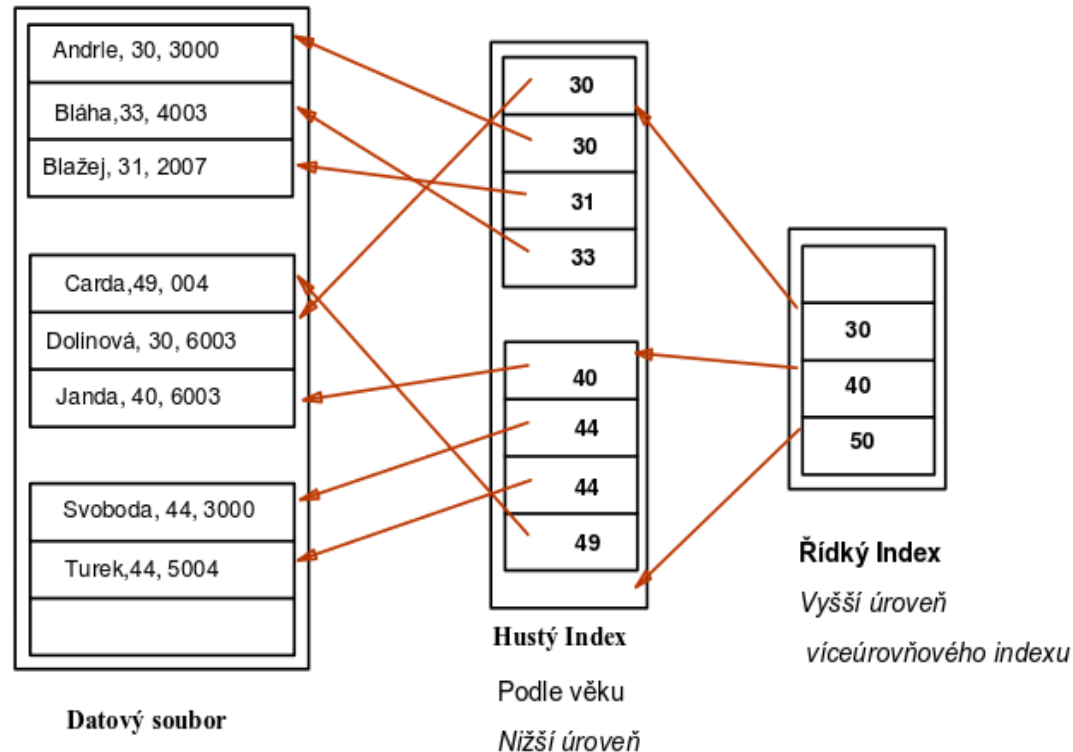 Andrle, 30, 3000
Bláha,33, 4003
Blažej, 31, 2007
Carda,49, 004
Dolinová, 30, 6003
Janda, 40, 6003
Svoboda, 44, 3000
Turek,44, 5004
Datový soubor
30
30
31
33
40
44
44
49
Hustý Index
Podle věku
Nižší úroveň
30
40
50
Řídký Index
Vyšší úroveň
víceúrovňového indexu